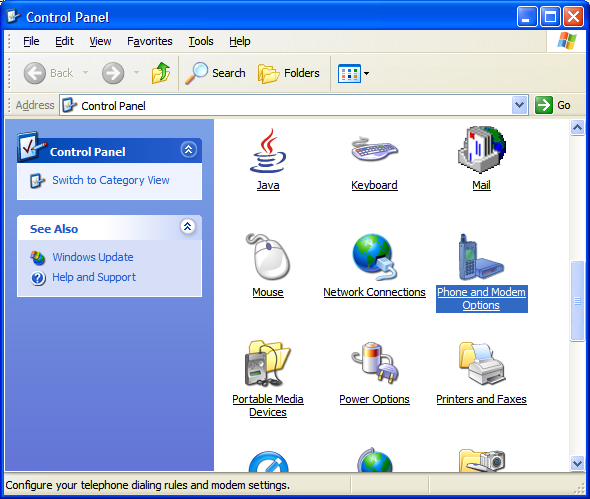 Control Panel
File Edit View Favorites Tools Help
Back Search Folders
Address Control Panel Go
Control Panel
Switch to Category View
See Also
Windows Update
Help and Support
Java Keyboard Mail
Mouse Network Connections Phone and Modem
Options
Portable Media Power Options Printers and Faxes
Devices
Configure your telephone dialing rules and modem settings.